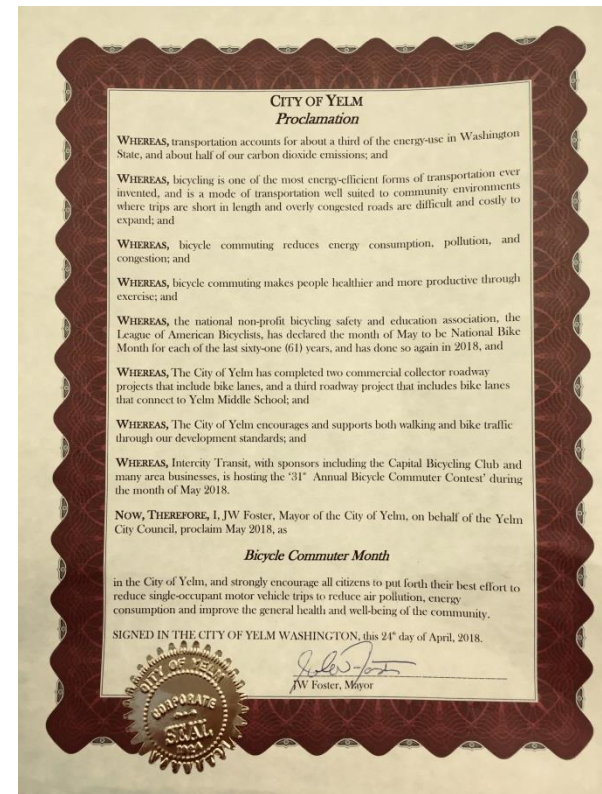 CITY OF YELM
Proclamation
WHEREAS, transportation accounts for about a third of the energy-use in Washington
State, and about half of our carbon dioxide emissions; and
WHEREAS, bicycling is one of the most energy-efficient forms of transportation ever
invented, and is a mode of transportation well suited to community environments
where trips are short in length and overly congested roads are difficult and costly to
expand; and
WHEREAS, bicycle commuting reduces energy consumption, pollution, and
congestion; and
WHEREAS, bicycle commuting makes people healthier and more productive through
exercise; and
WHEREAS, the national non-profit bicycling safety and education association, the
League of American Bicyclists, has declared the month of May to be National Bike
Month for each of the last sixty-one (61) years, and has done so again in 2018, and
WHEREAS, The City of Yelm has completed two commercial collector roadway
projects that include bike lanes, and a third roadway project that includes bike lanes
that connect to Yelm Middle School; and
WHEREAS, The City of Yelm encourages and supports both walking and bike traffic
through our development standards; and
WHEREAS, Intercity Transit, with sponsors including the Capital Bicycling Club and
many area businesses, is hosting the ‘31st Annual Bicycle Commuter Contest’ during
the month of May 2018.
NOW, THEREFORE, I, JW Foster, Mayor of the City of Yelm, on behalf of the Yelm
City Council, proclaim May 2018, as
Bicycle Commuter Month
in the City of Yelm, and strongly encourage all citizens to put forth their best effort to
reduce single-occupant motor vehicle trips to reduce air pollution, energy
consumption and improve the general health and well-being of the community.
SIGNED IN THE CITY OF YELM WASHINGTON, this 24th day of April, 2018.
JW Foster, Mayor
CITY OF YELM
CORPORATE
SEAL
1924